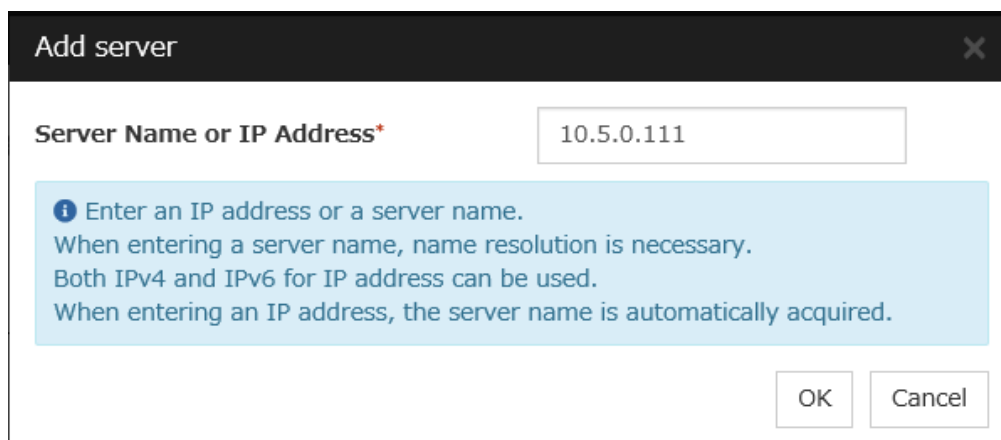 Add server
Server Name or IP Address*
10.5.0.111
Enter an IP address or a server name.
When entering a server name, name resolution is necessary.
Both IPv4 and IPv6 for IP address can be used.
When entering an IP address, the server name is automatically acquired.
OK
Cancel